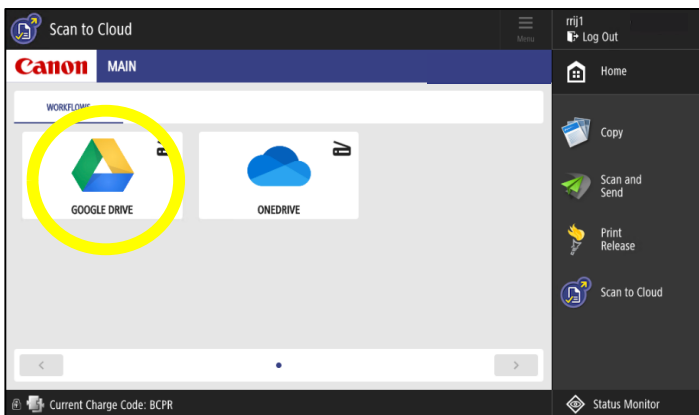 Scan to Cloud
Menu
rrij1
Log Out
Canon MAIN
Home
WORKFLOWS
Copy
GOOGLE DRIVE
ONEDRIVE
Scan and
Send
Print
Release
Scan to Cloud
Current Charge Code: BCPR
Status Monitor